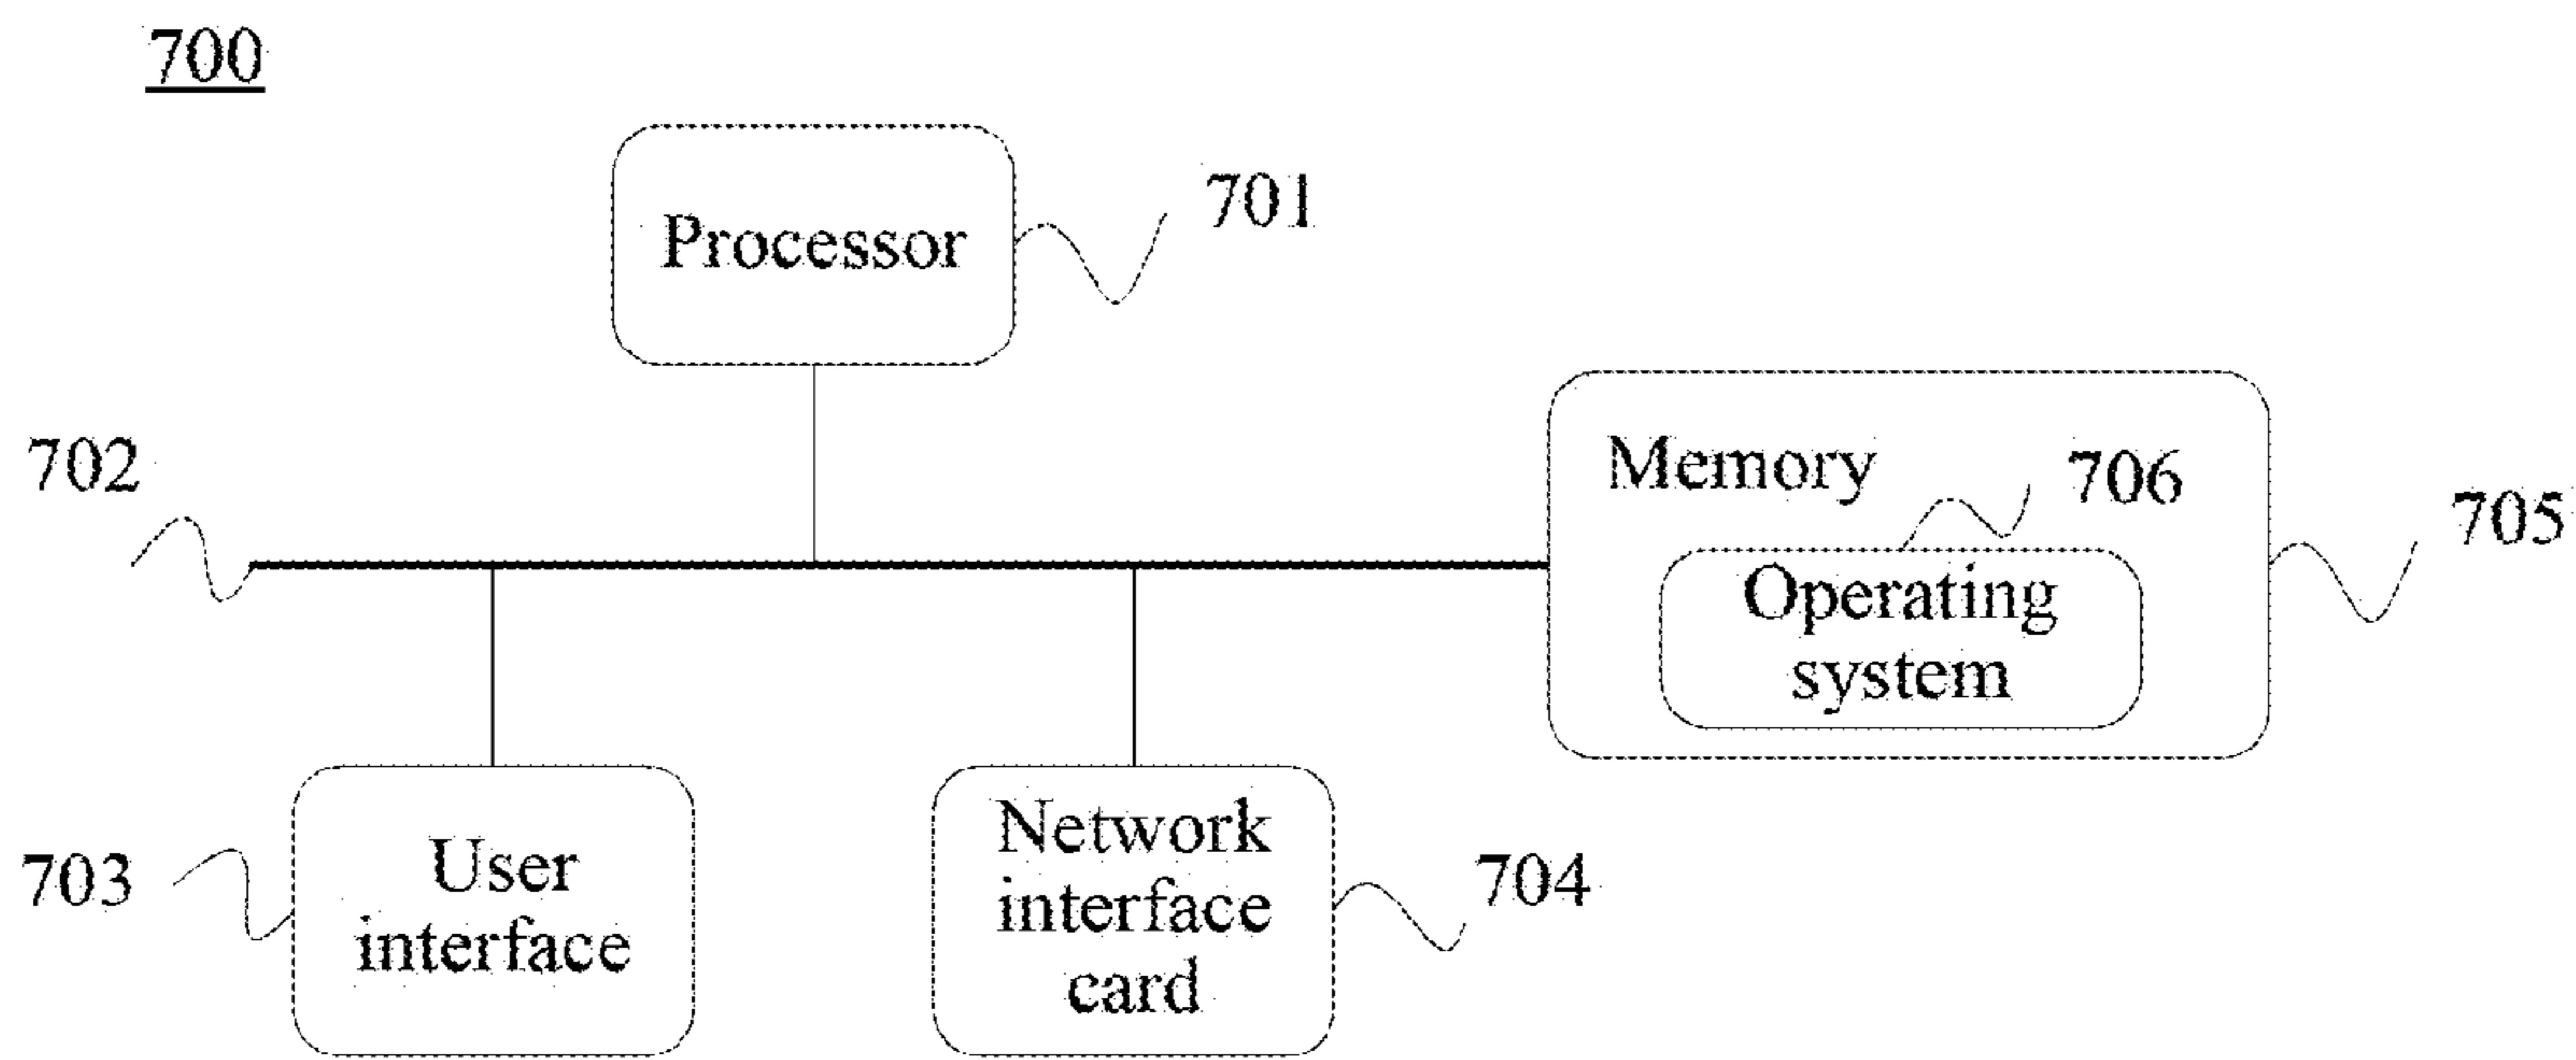 700
Processor
701
702
Memory
706
705
Operating
system
703
User
interface
Network
interface
card
704